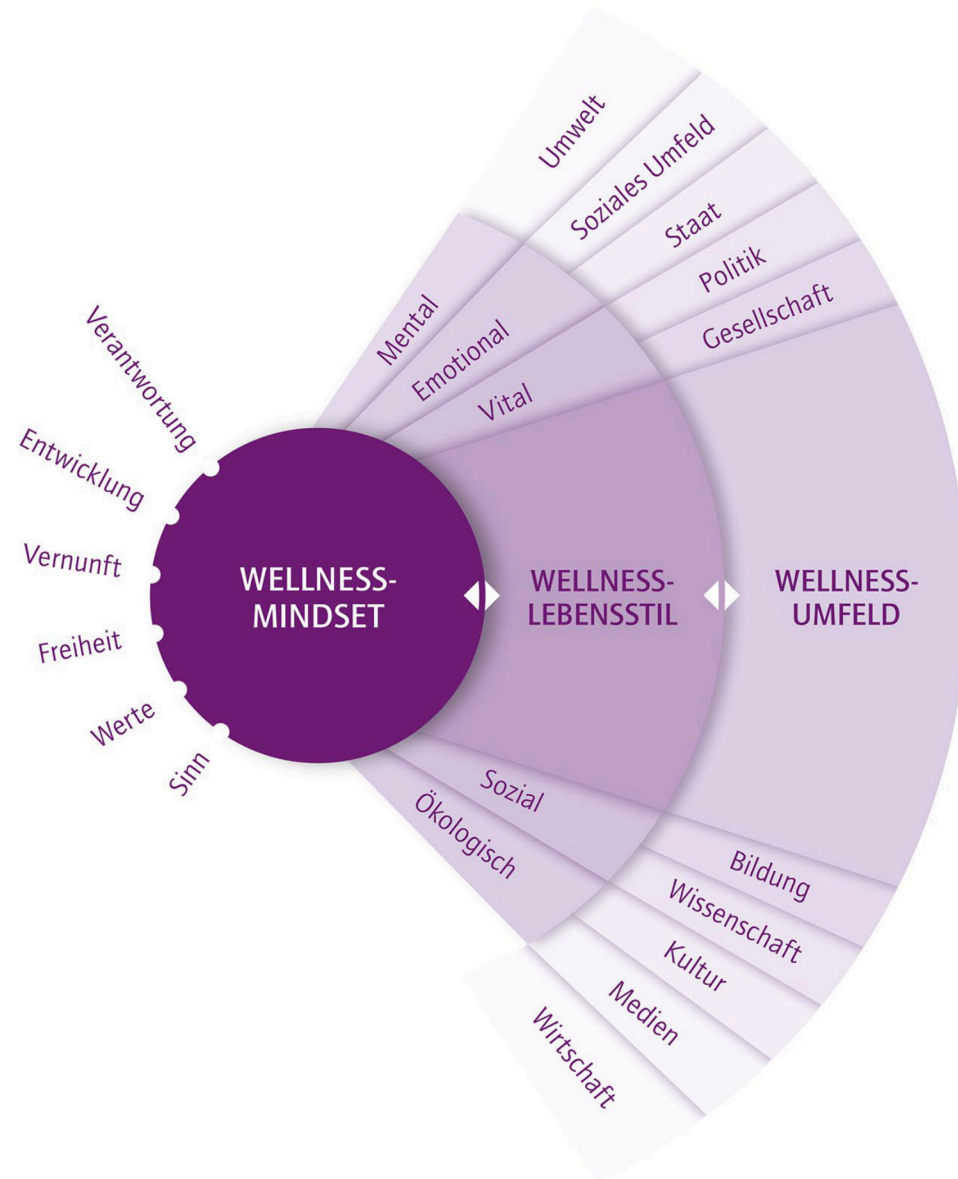 Umwelt
Soziales Umfeld
Staat
Politik
Gesellschaft
Mental
Emotional
Vital
Verantwortung
Entwicklung
Vernunft
Freiheit
Werte
Sinn
WELLNESS-
MINDSET
WELLNESS-
LEBENSSTIL
WELLNESS-
UMFELD
Sozial
Ökologisch
Bildung
Wissenschaft
Kultur
Medien
Wirtschaft